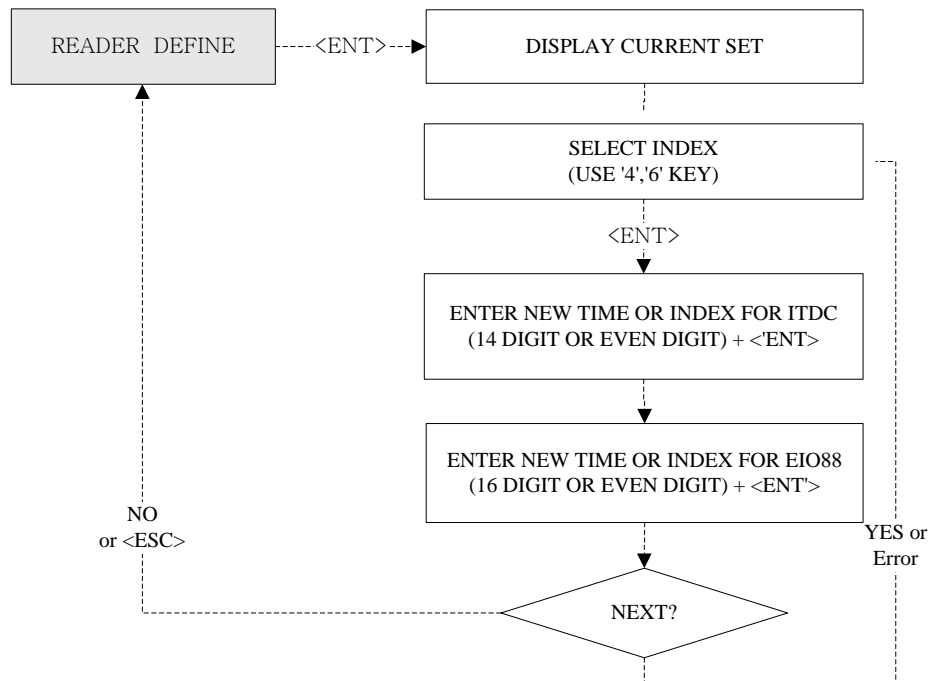 READER DEFINE
<ENT>
DISPLAY CURRENT SET
SELECT INDEX
(USE '4','6' KEY)
<ENT>
ENTER NEW TIME OR INDEX FOR ITDC
(14 DIGIT OR EVEN DIGIT) + <'ENT>
ENTER NEW TIME OR INDEX FOR EIO88
(16 DIGIT OR EVEN DIGIT) + <ENT'>
NO
or <ESC>
YES or
Error
NEXT?